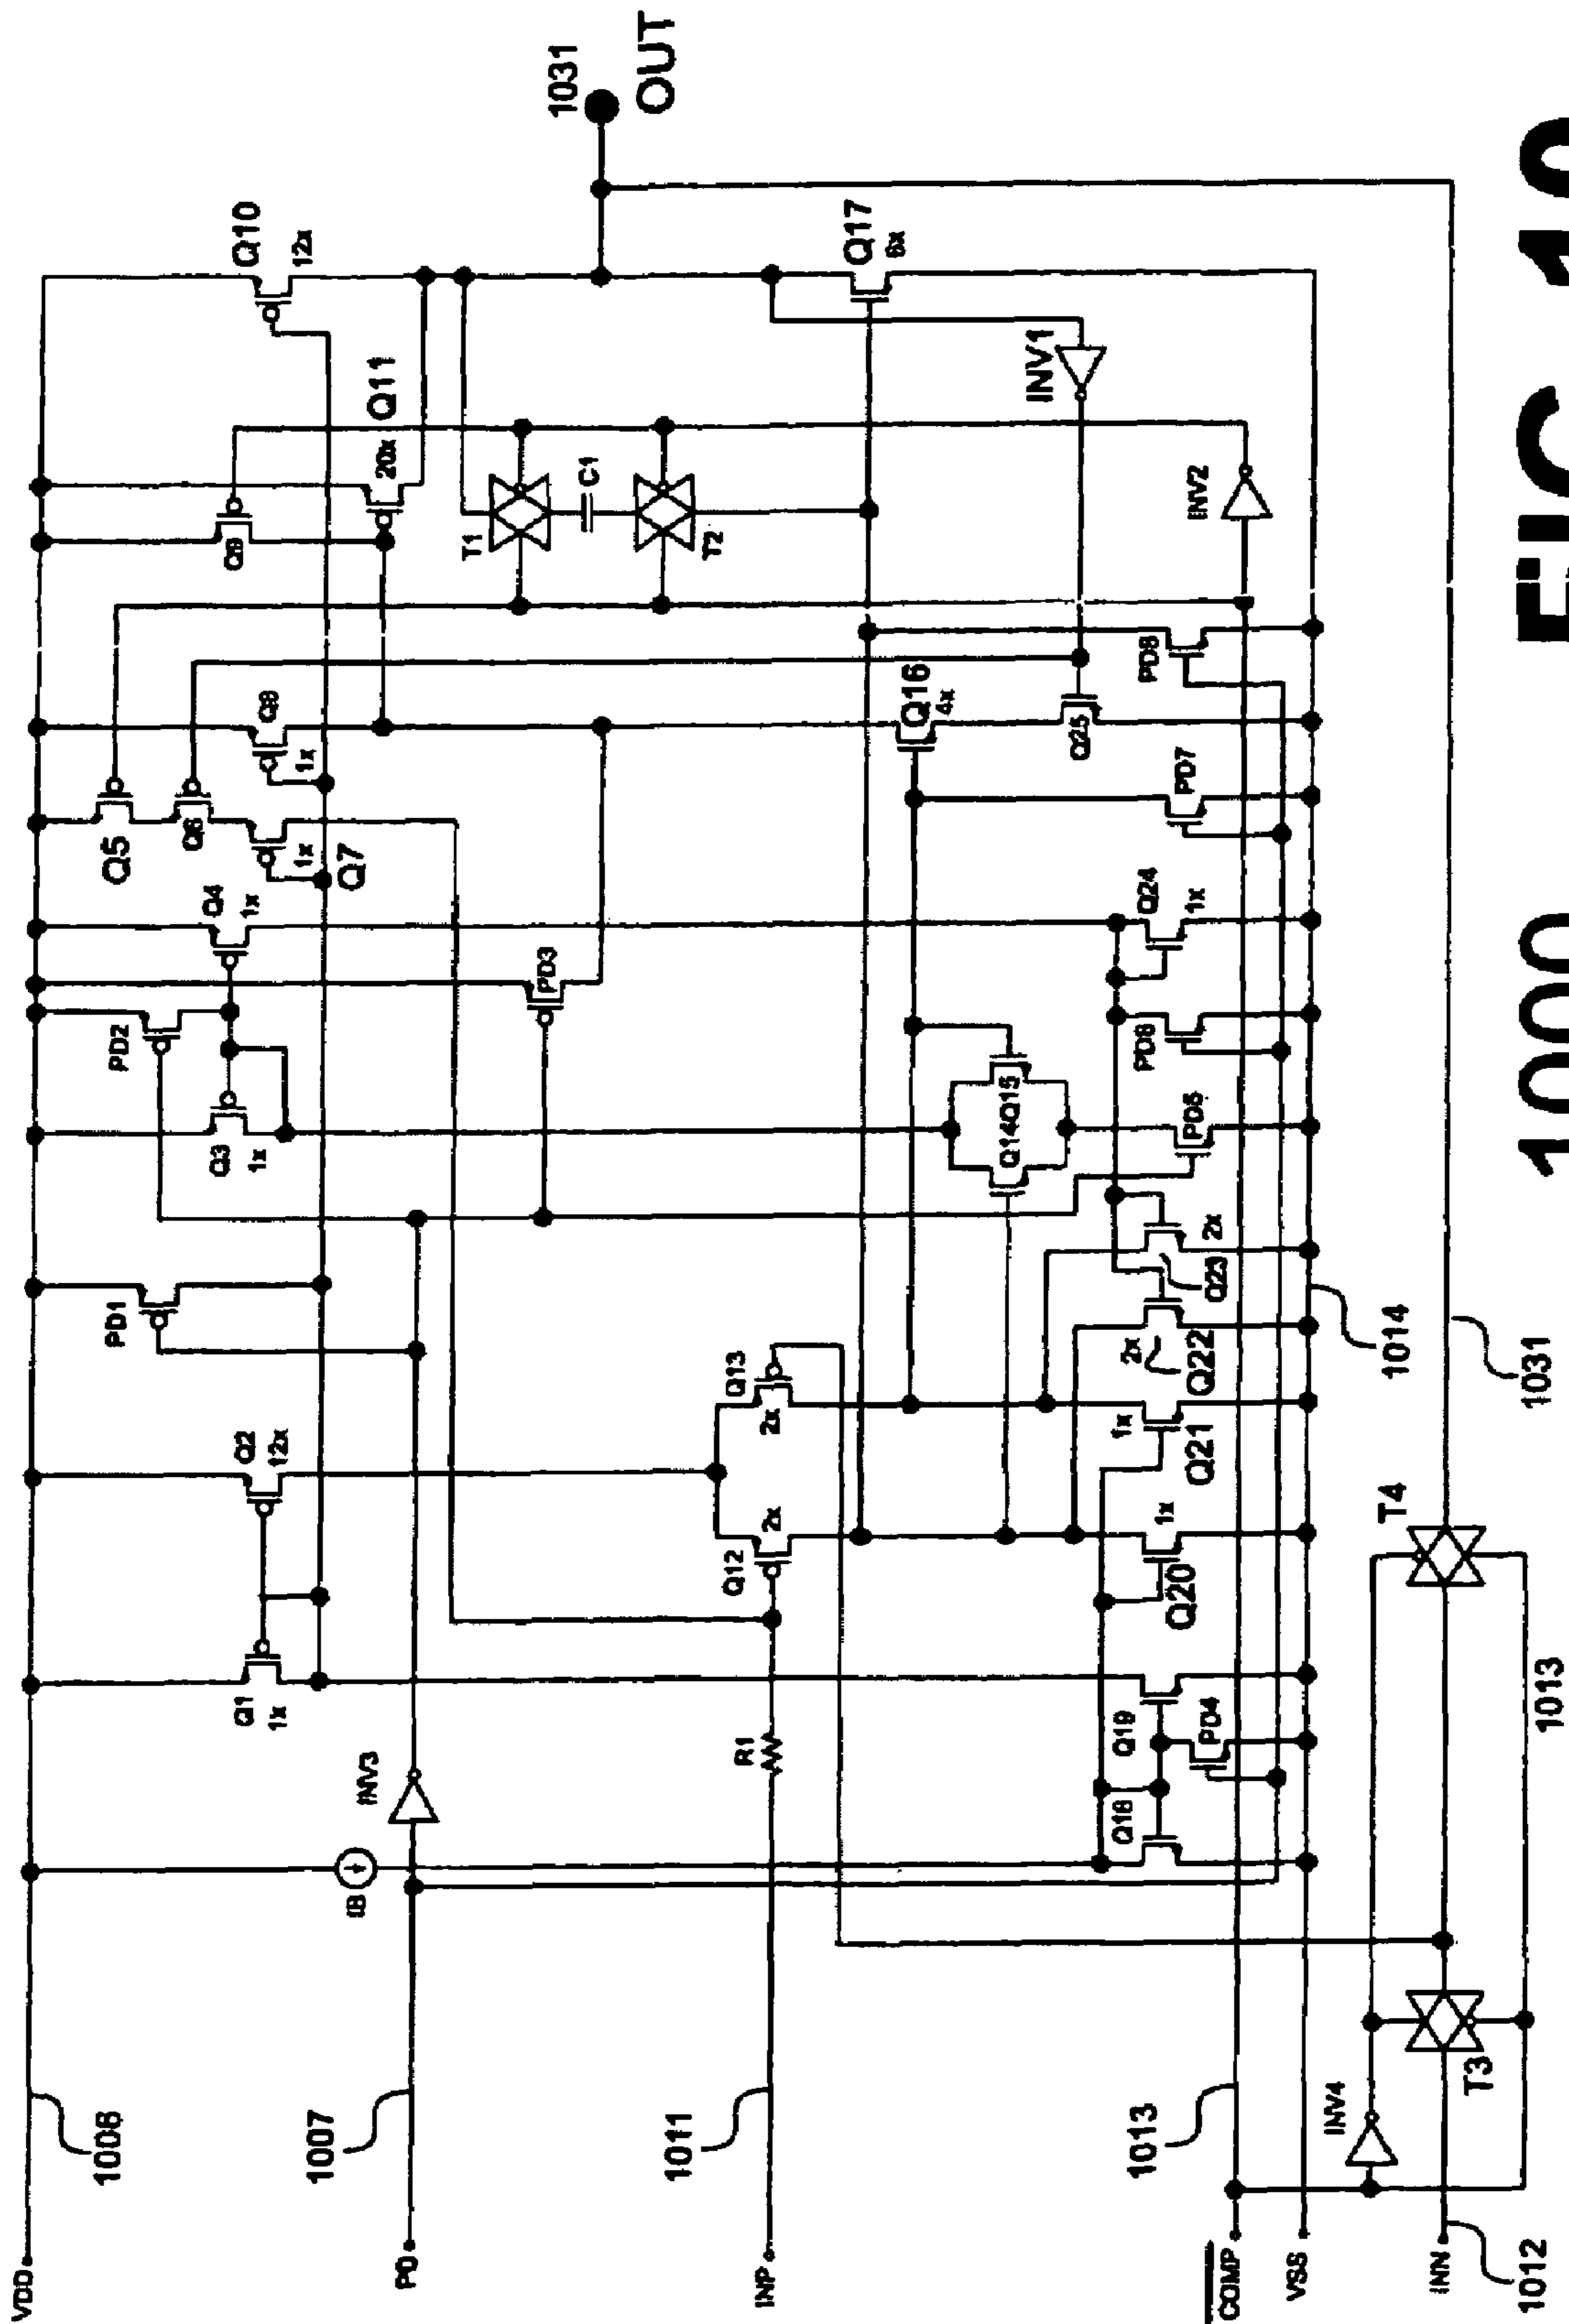 VDD
1006
PD
1007
INP
1011
COMP
1013
VSS
INN
1012
INV4
T3
1013
T4
1031
1014
IB
INV3
R1
Q18
Q19
PD4
Q1
1x
Q2
12x
PD1
Q12
2x
Q13
2x
Q20
1x
Q21
1x
Q22
2x
Q23
2x
Q3
1x
PD2
Q4
1x
PD3
Q14
Q15
PD5
PD6
Q24
1x
Q5
Q6
Q7
1x
Q8
1x
Q16
4x
PD7
Q25
PD8
Q9
Q11
20x
T1
C1
T2
INV2
INV1
Q10
12x
Q17
6x
1031
OUT
1000